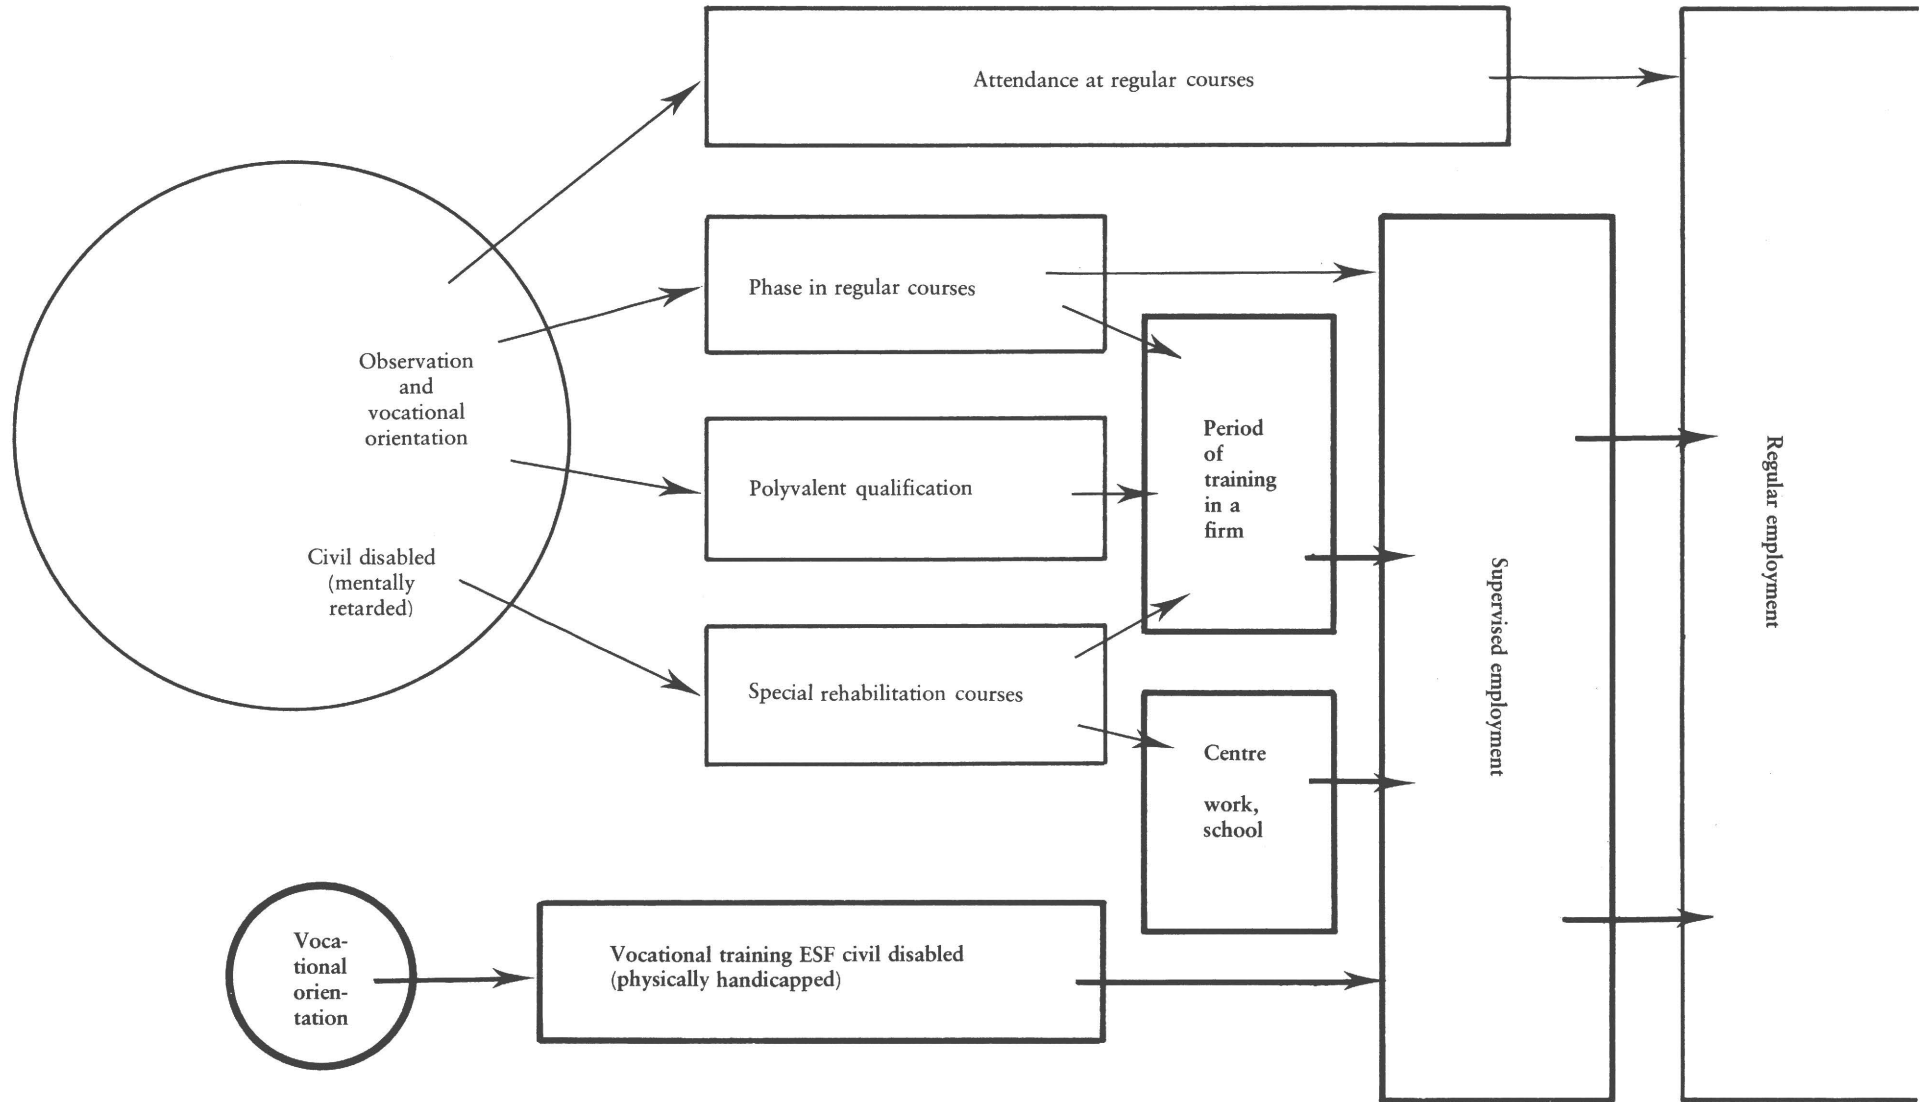 Attendance at regular courses
Phase in regular courses
Observation
and
vocational
orientation
Period
of
training
in a
firm
Polyvalent qualification
Civil disabled
(mentally
retarded)
Special rehabilitation courses
Centre
work,
school
Supervised employment
Regular employment
Voca-
tional
orien-
tation
Vocational training ESF civil disabled
(physically handicapped)